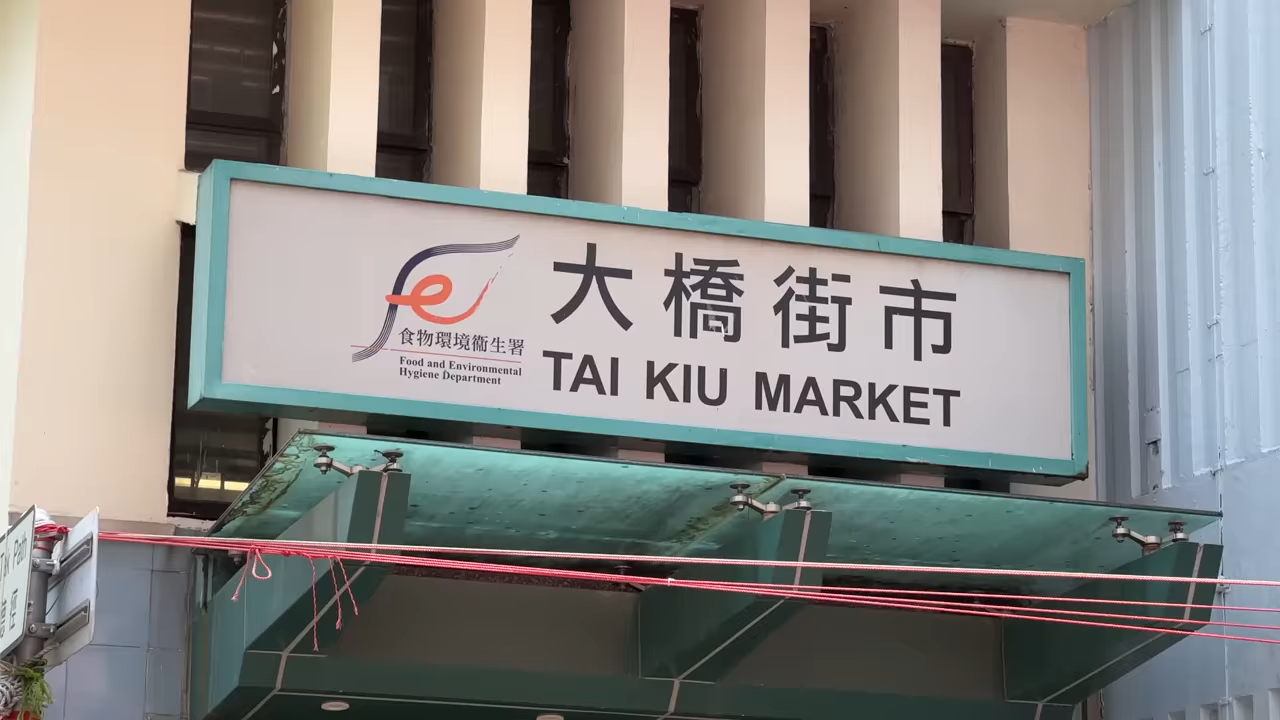 大橋街市
TAI KIU MARKET
食物環境衞生署
Food and Environmental
Hygiene Department
Path